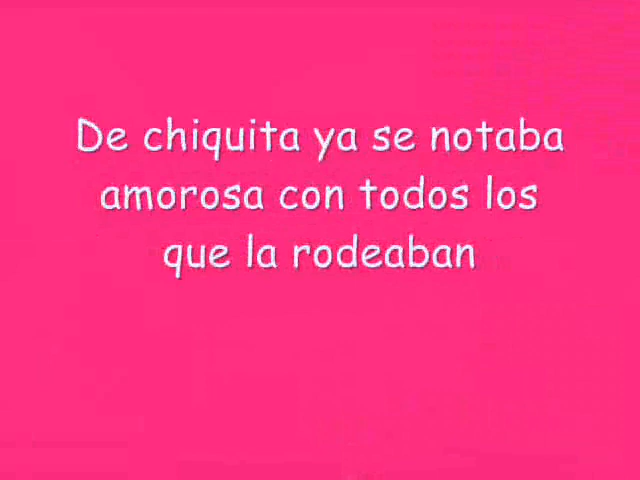 De chiquita ya se notaba
amorosa con todos los
que la rodeaban